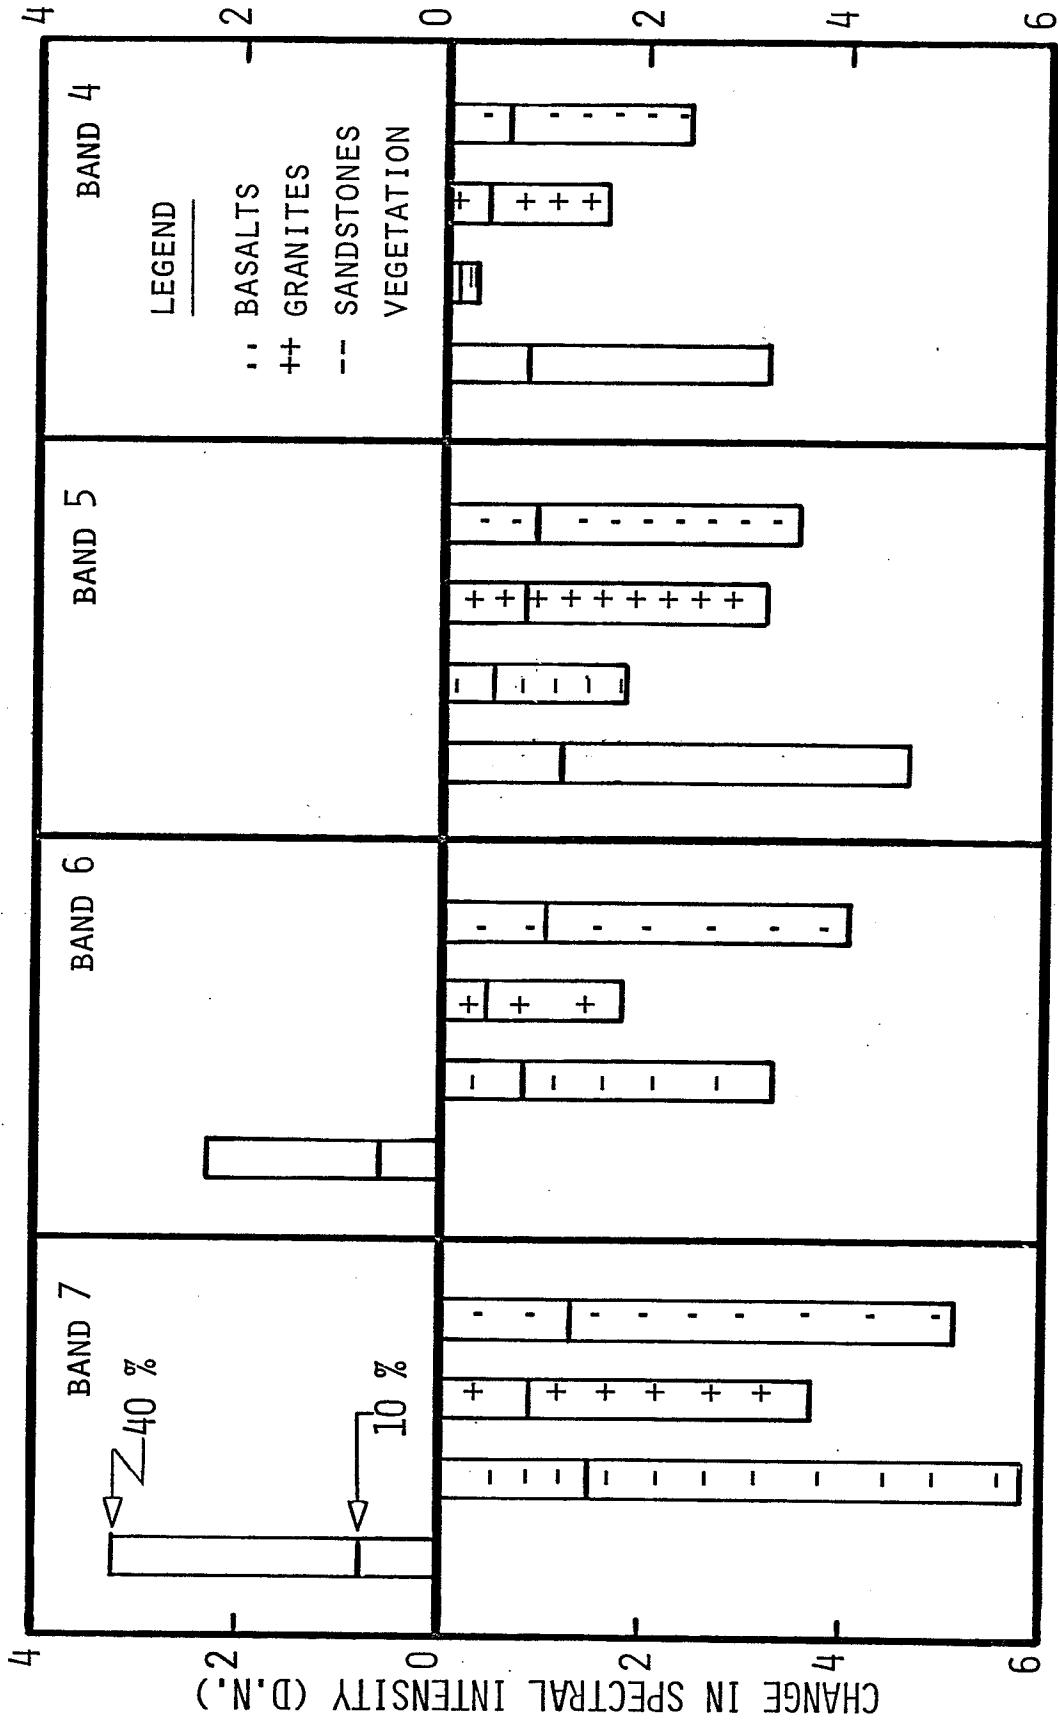 4
2
0
2
4
6
BAND 4
LEGEND
BASALTS
++ GRANITES
-- SANDSTONES
VEGETATION
BAND 5
BAND 6
BAND 7
40 %
10 %
4
2
0
2
4
6
CHANGE IN SPECTRAL INTENSITY (D.N.)